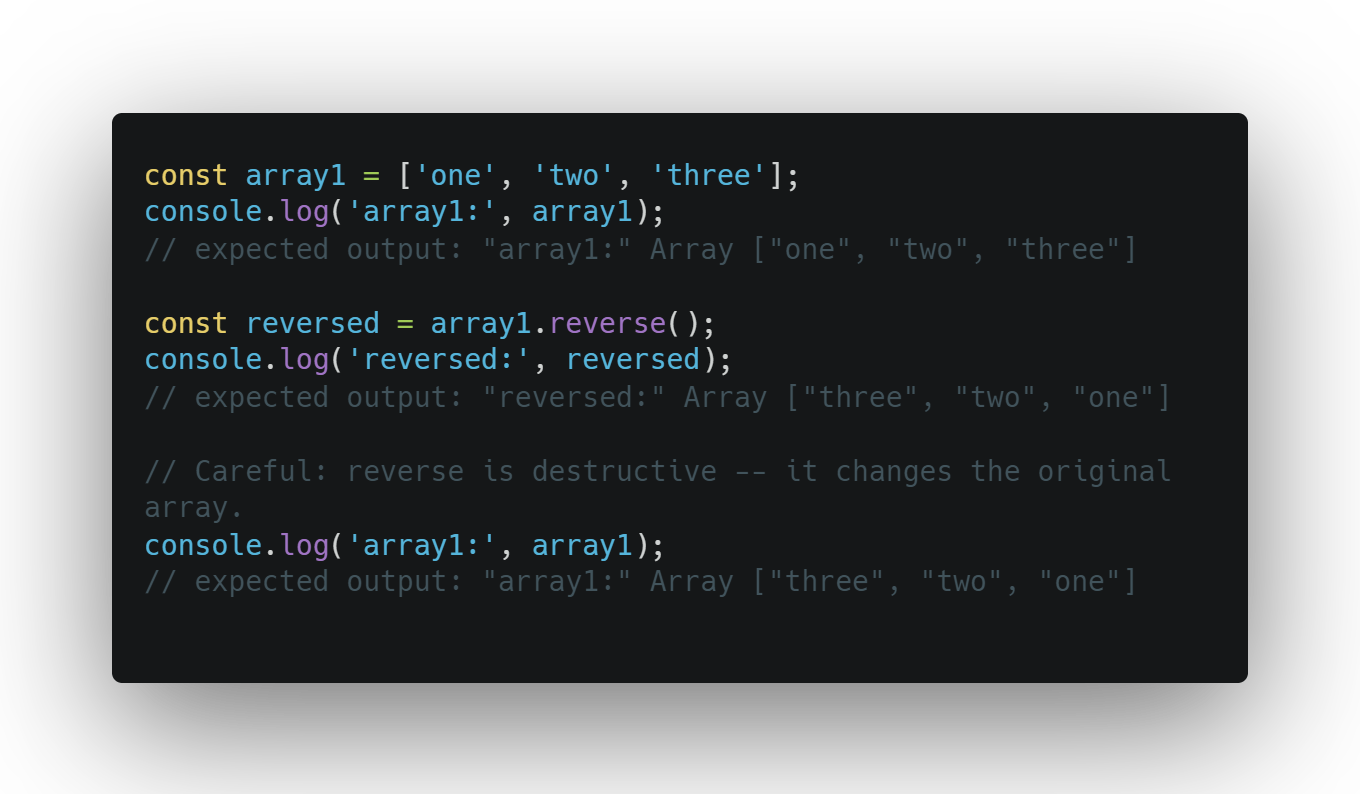 const array1 = ['one', 'two', 'three'];
console.log('array1:', array1);
// expected output: "array1:" Array ["one", "two", "three"]
const reversed = array1.reverse();
console.log('reversed:', reversed);
// expected output: "reversed:" Array ["three", "two", "one"]
// Careful: reverse is destructive -- it changes the original
array.
console.log('array1:', array1);
// expected output: "array1:" Array ["three", "two", "one"]